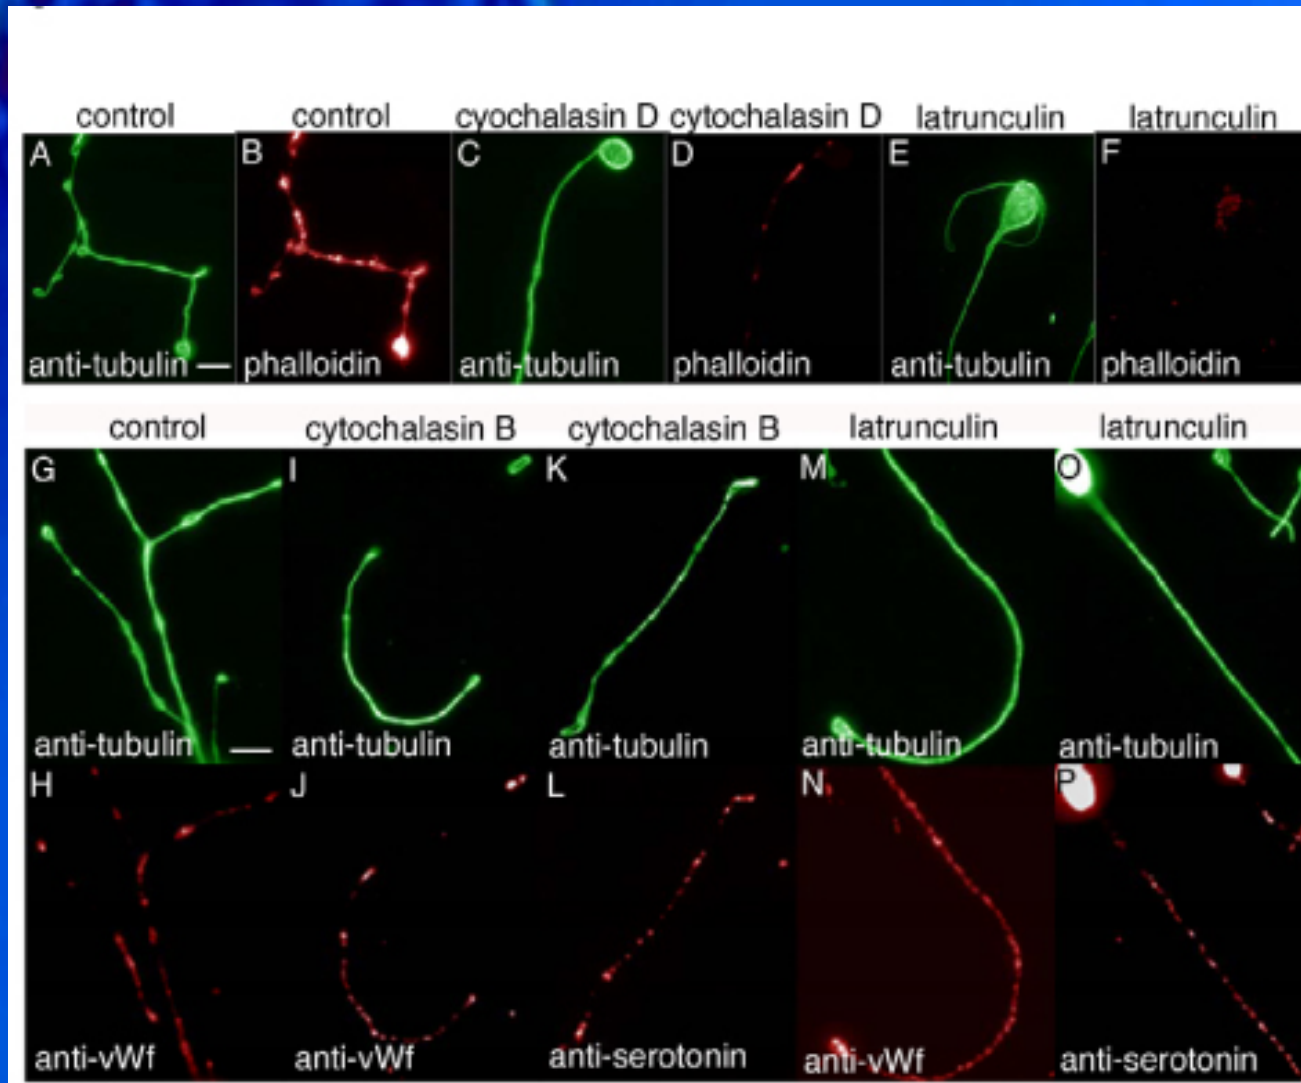 control control cyochalasin D cytochalasin D latrunculin latrunculin
A B C D E F
anti-tubulin phalloidin anti-tubulin phalloidin anti-tubulin phalloidin
control cytochalasin B cytochalasin B latrunculin latrunculin
G I K M O
anti-tubulin anti-tubulin anti-tubulin anti-tubulin anti-tubulin
H J L N P
anti-vWf anti-vWf anti-serotonin anti-vWf anti-serotonin